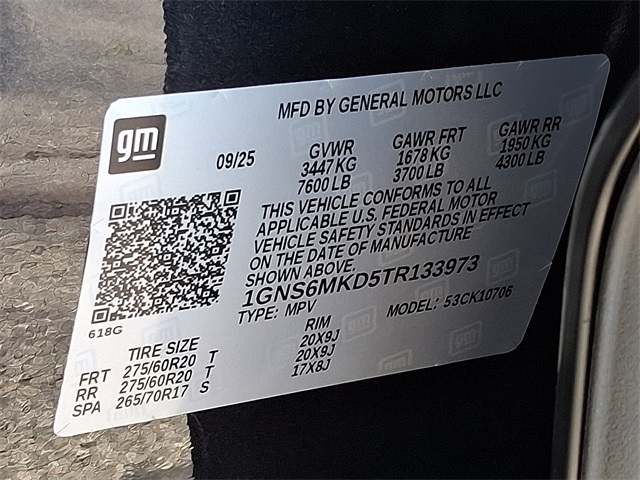 MFD BY GENERAL MOTORS LLC
gm
09/25
GVWR
3447 KG
7600 LB
GAWR FRT
1678 KG
3700 LB
GAWR RR
1950 KG
4300 LB
THIS VEHICLE CONFORMS TO ALL
APPLICABLE U.S. FEDERAL MOTOR
VEHICLE SAFETY STANDARDS IN EFFECT
ON THE DATE OF MANUFACTURE
SHOWN ABOVE.
1GNS6MKD5TR133973
TYPE: MPV
MODEL: 53CK10706
618G
TIRE SIZE
RIM
FRT 275/60R20 T 20X9J
RR 275/60R20 T 20X9J
SPA 265/70R17 S 17X8J